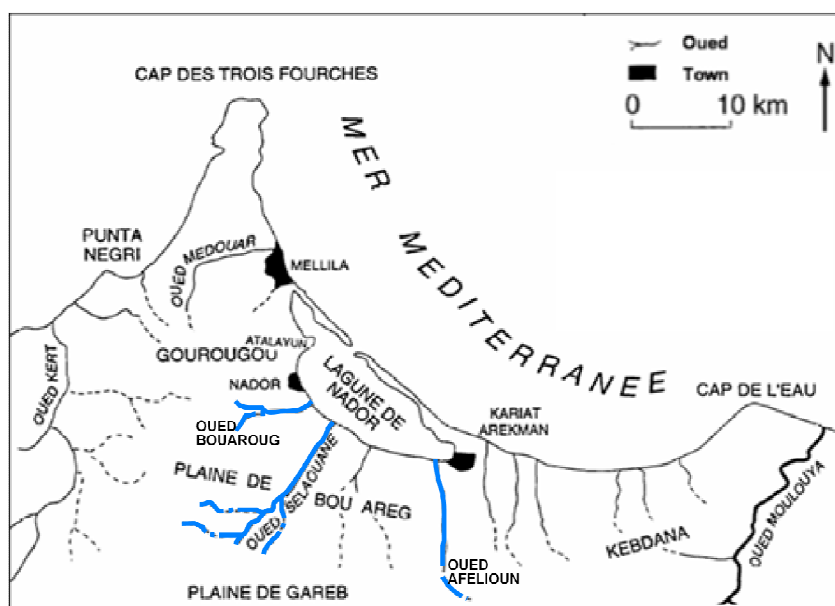 Oued
Town
0 10 km
N
CAP DES TROIS FOURCHES
MER MEDITERRANEE
PUNTA
NEGRI
OUED MEDOUAR
MELLILA
ATALAYUN
GOUROUGOU
OUED KERT
NADOR
LAGUNE DE
NADOR
CAP DE L'EAU
KARIAT
AREKMAN
OUED
BOUAROUG
PLAINE DE
BOU AREG
OUED SELAOUANE
OUED MOULOUYA
KEBDANA
OUED
AFELIOUN
PLAINE DE GAREB